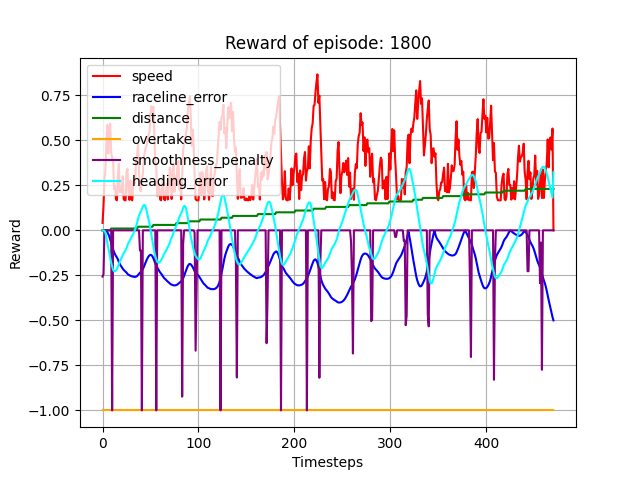 Reward of episode: 1800
speed
raceline_error
distance
overtake
smoothness_penalty
heading_error
0.75
0.50
0.25
0.00
−0.25
−0.50
−0.75
−1.00
Reward
0 100 200 300 400
Timesteps